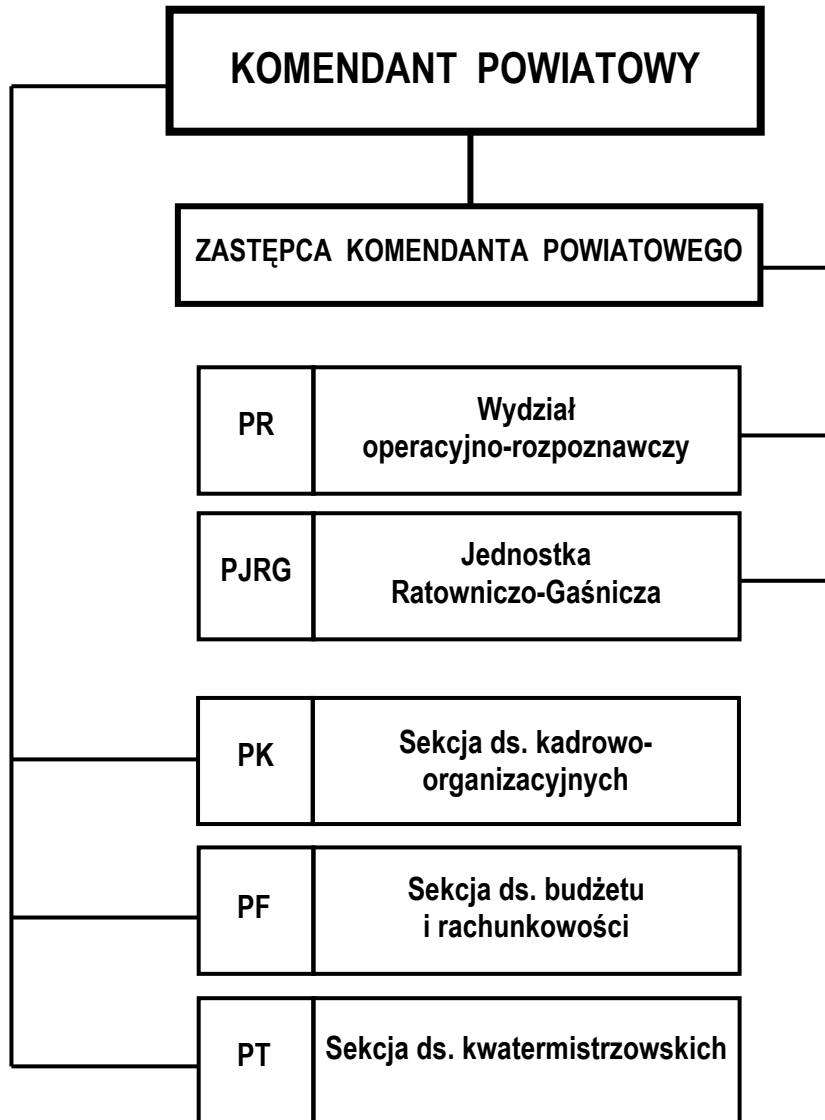 KOMENDANT POWIATOWY
ZASTĘPCA KOMENDANTA POWIATOWEGO
PR
Wydział
operacyjno-rozpoznawczy
PJRG
Jednostka
Ratowniczo-Gaśnicza
PK
Sekcja ds. kadrowo-
organizacyjnych
PF
Sekcja ds. budżetu
i rachunkowości
PT
Sekcja ds. kwatermistrzowskich